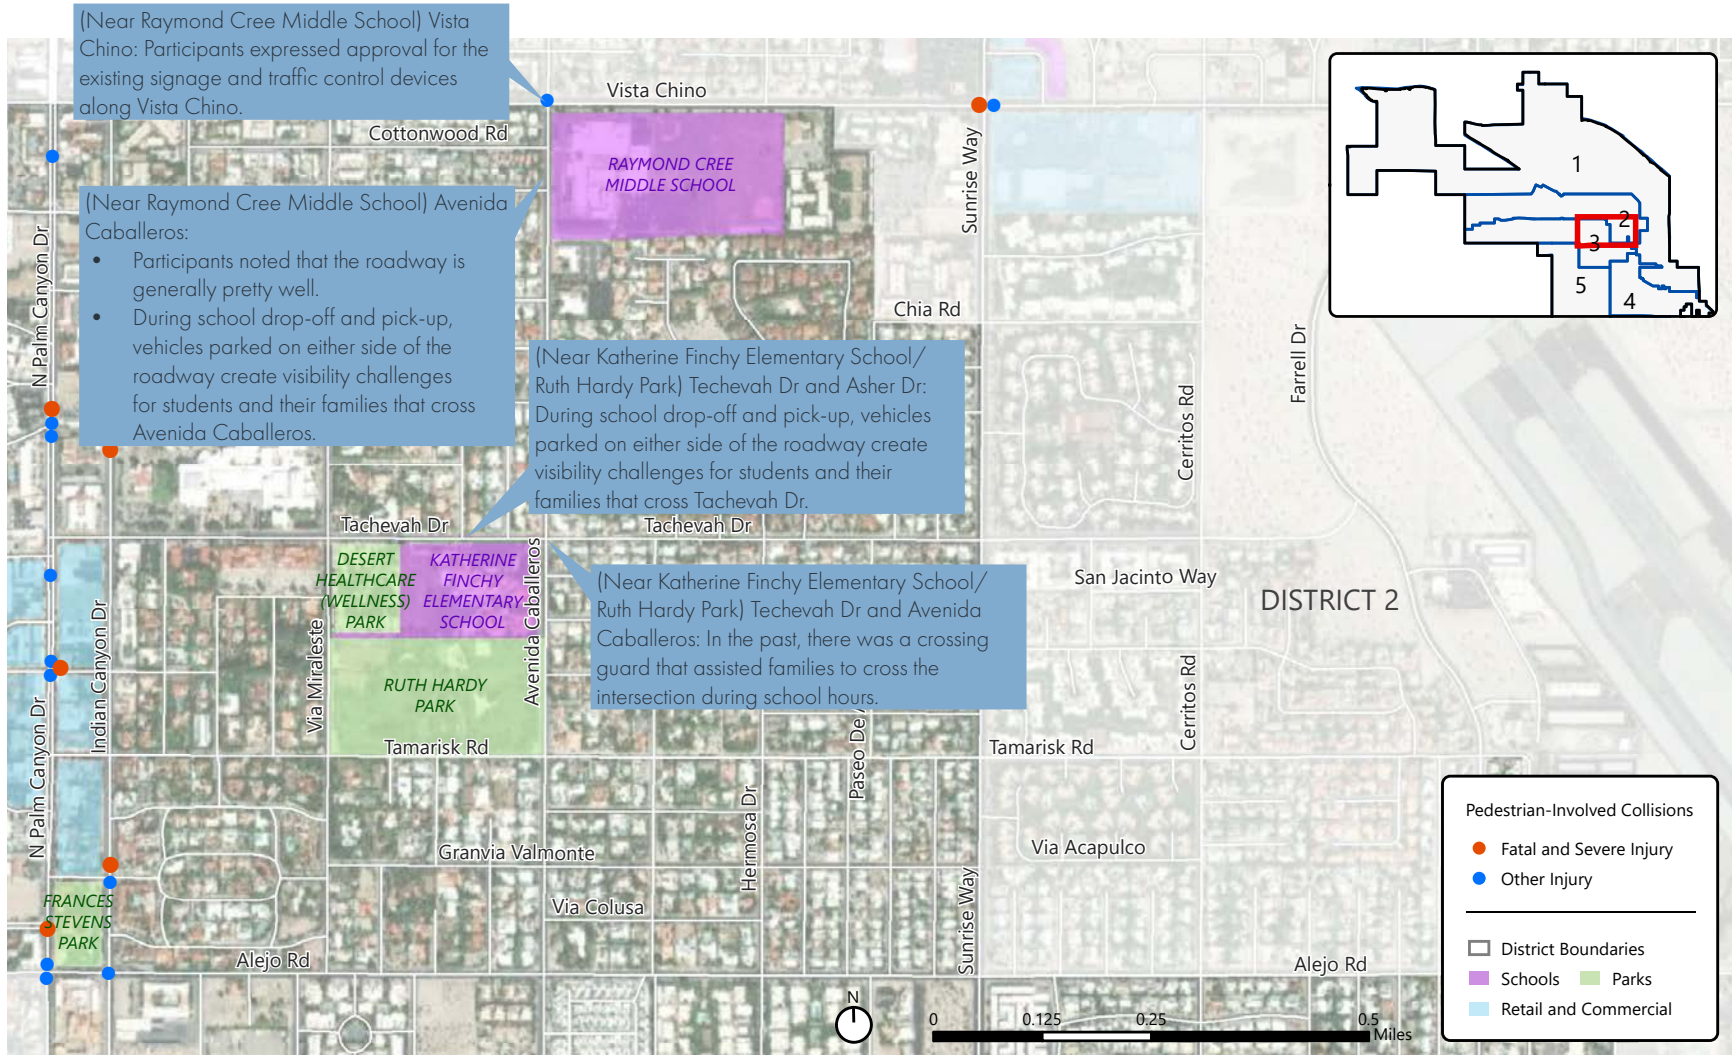 (Near Raymond Cree Middle School) Vista
Chino: Participants expressed approval for the
existing signage and traffic control devices
along Vista Chino.
Vista Chino
Cottonwood Rd
RAYMOND CREE
MIDDLE SCHOOL
Sunrise Way
(Near Raymond Cree Middle School) Avenida
Caballeros:
• Participants noted that the roadway is
generally pretty well.
• During school drop-off and pick-up,
vehicles parked on either side of the
roadway create visibility challenges
for students and their families that cross
Avenida Caballeros.
N Palm Canyon Dr
1
2
3
5
4
Chia Rd
Farrell Dr
(Near Katherine Finchy Elementary School/
Ruth Hardy Park) Techevah Dr and Asher Dr:
During school drop-off and pick-up, vehicles
parked on either side of the roadway create
visibility challenges for students and their
families that cross Tachevah Dr.
Cerritos Rd
Tachevah Dr
Tachevah Dr
DESERT
HEALTHCARE
(WELLNESS)
PARK
KATHERINE
FINCHY
ELEMENTARY
SCHOOL
Avenida Caballeros
(Near Katherine Finchy Elementary School/
Ruth Hardy Park) Techevah Dr and Avenida
Caballeros: In the past, there was a crossing
guard that assisted families to cross the
intersection during school hours.
San Jacinto Way
DISTRICT 2
Indian Canyon Dr
Via Miraleste
RUTH HARDY
PARK
Cerritos Rd
N Palm Canyon Dr
Tamarisk Rd
Paseo De
Tamarisk Rd
Hermosa Dr
Granvia Valmonte
Via Acapulco
FRANCES
STEVENS
PARK
Via Colusa
Sunrise Way
Alejo Rd
Alejo Rd
N
0
0.125
0.25
0.5
Miles
Pedestrian-Involved Collisions
Fatal and Severe Injury
Other Injury
District Boundaries
Schools
Parks
Retail and Commercial